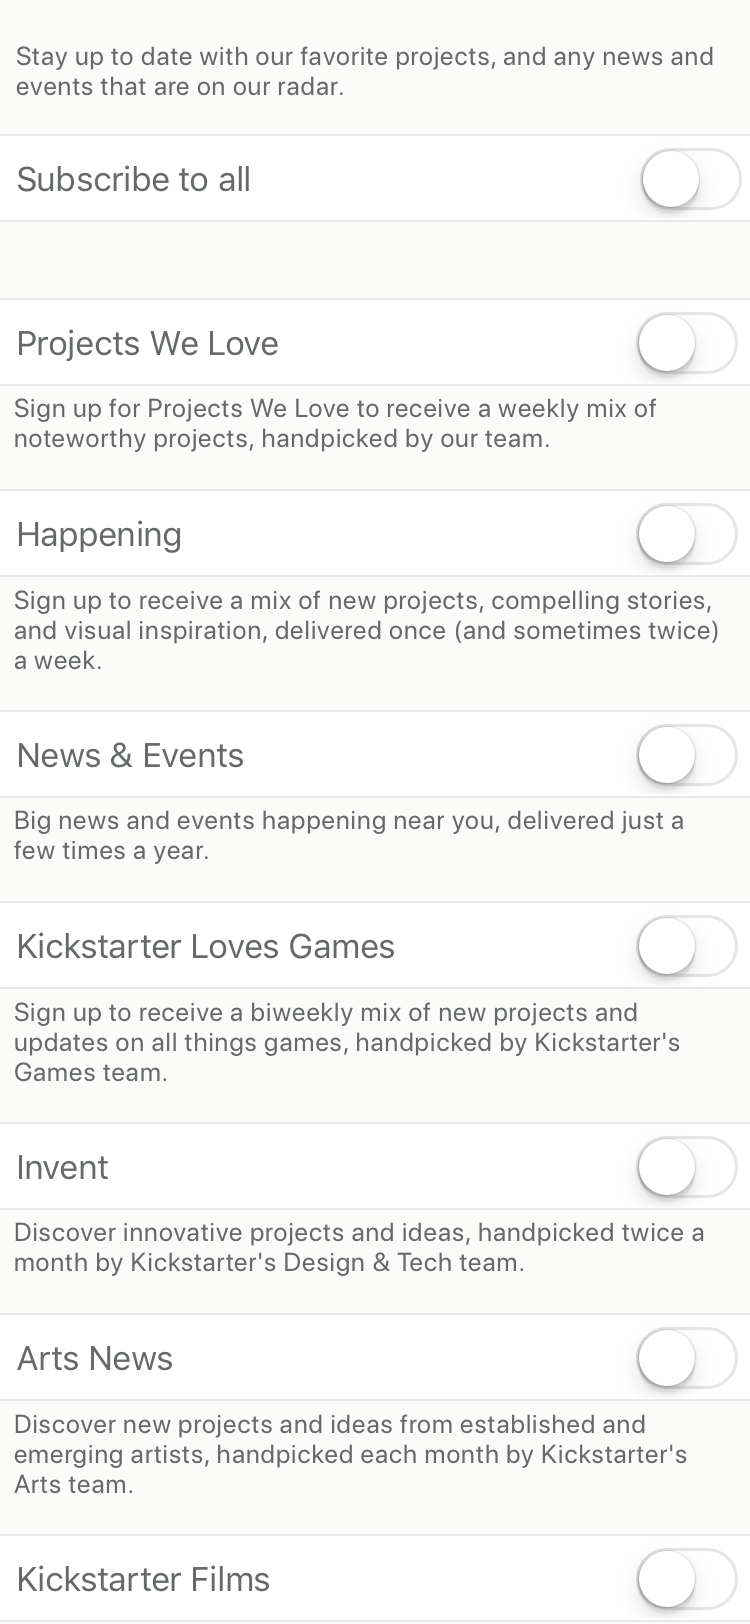 Stay up to date with our favorite projects, and any news and
events that are on our radar.
Subscribe to all
Projects We Love
Sign up for Projects We Love to receive a weekly mix of
noteworthy projects, handpicked by our team.
Happening
Sign up to receive a mix of new projects, compelling stories,
and visual inspiration, delivered once (and sometimes twice)
a week.
News & Events
Big news and events happening near you, delivered just a
few times a year.
Kickstarter Loves Games
Sign up to receive a biweekly mix of new projects and
updates on all things games, handpicked by Kickstarter's
Games team.
Invent
Discover innovative projects and ideas, handpicked twice a
month by Kickstarter's Design & Tech team.
Arts News
Discover new projects and ideas from established and
emerging artists, handpicked each month by Kickstarter's
Arts team.
Kickstarter Films